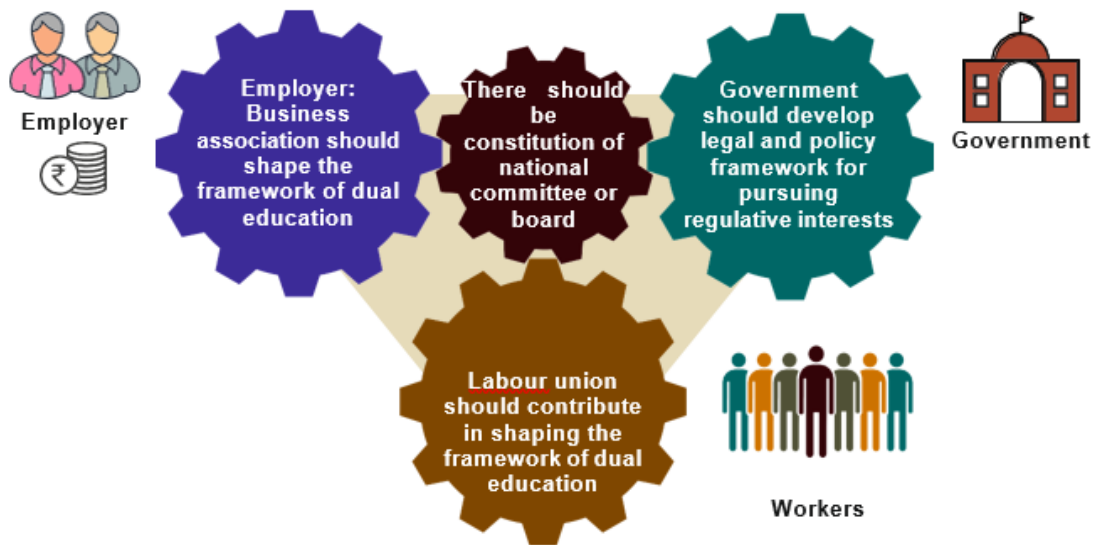 Employer
₹
Employer:
Business
association should
shape the
framework of dual
education
There should
be
constitution of
national
committee or
board
Government
should develop
legal and policy
framework for
pursuing
regulative interests
Government
Labour union
should contribute
in shaping the
framework of dual
education
Workers